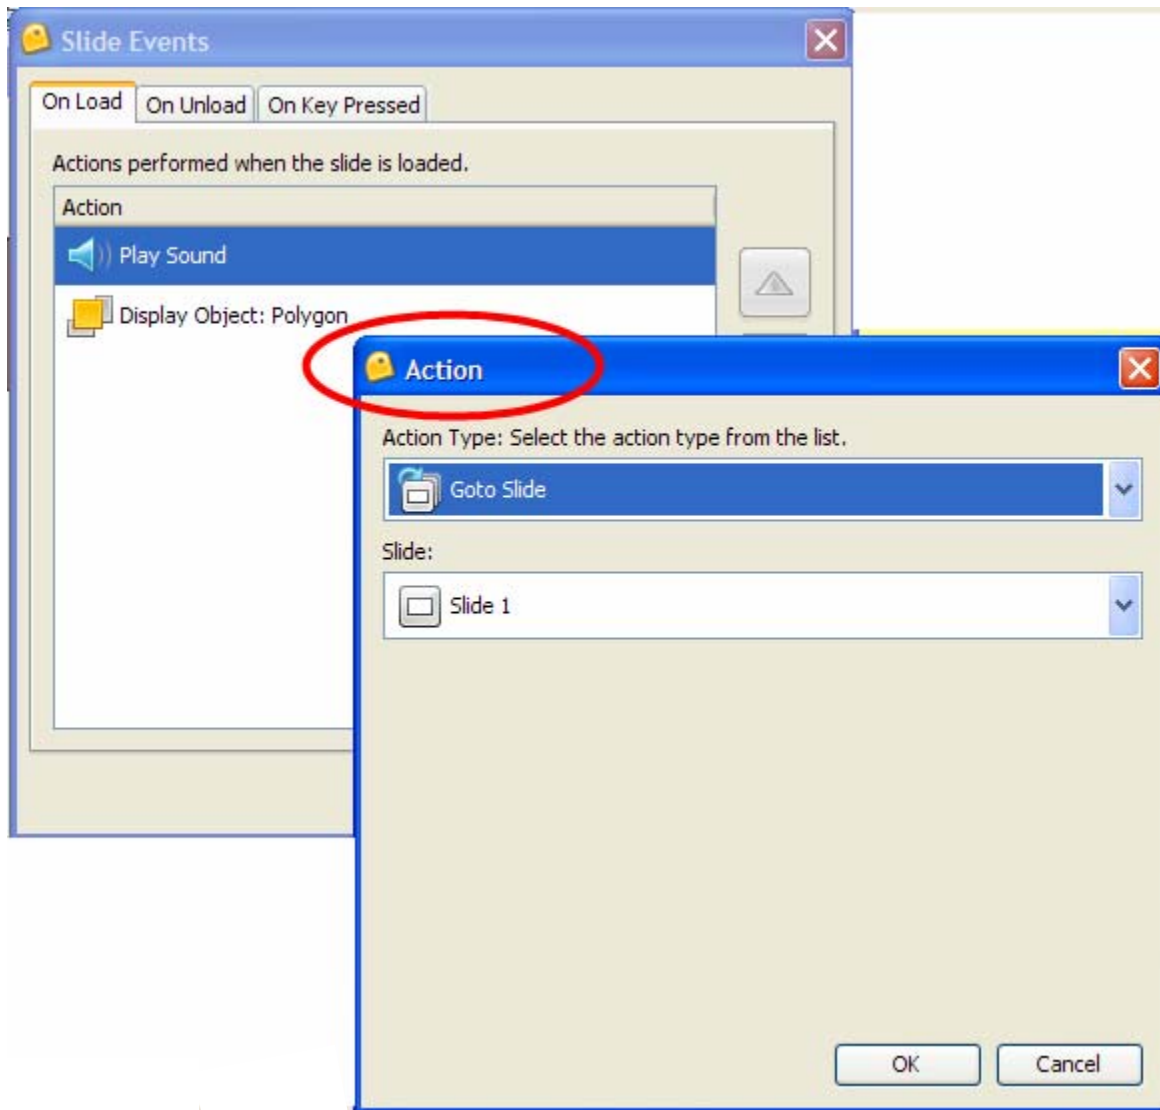 Slide Events
On Load On Unload On Key Pressed
Actions performed when the slide is loaded.
Action
Play Sound
Display Object: Polygon
Action
Action Type: Select the action type from the list.
Goto Slide
Slide:
Slide 1
OK Cancel